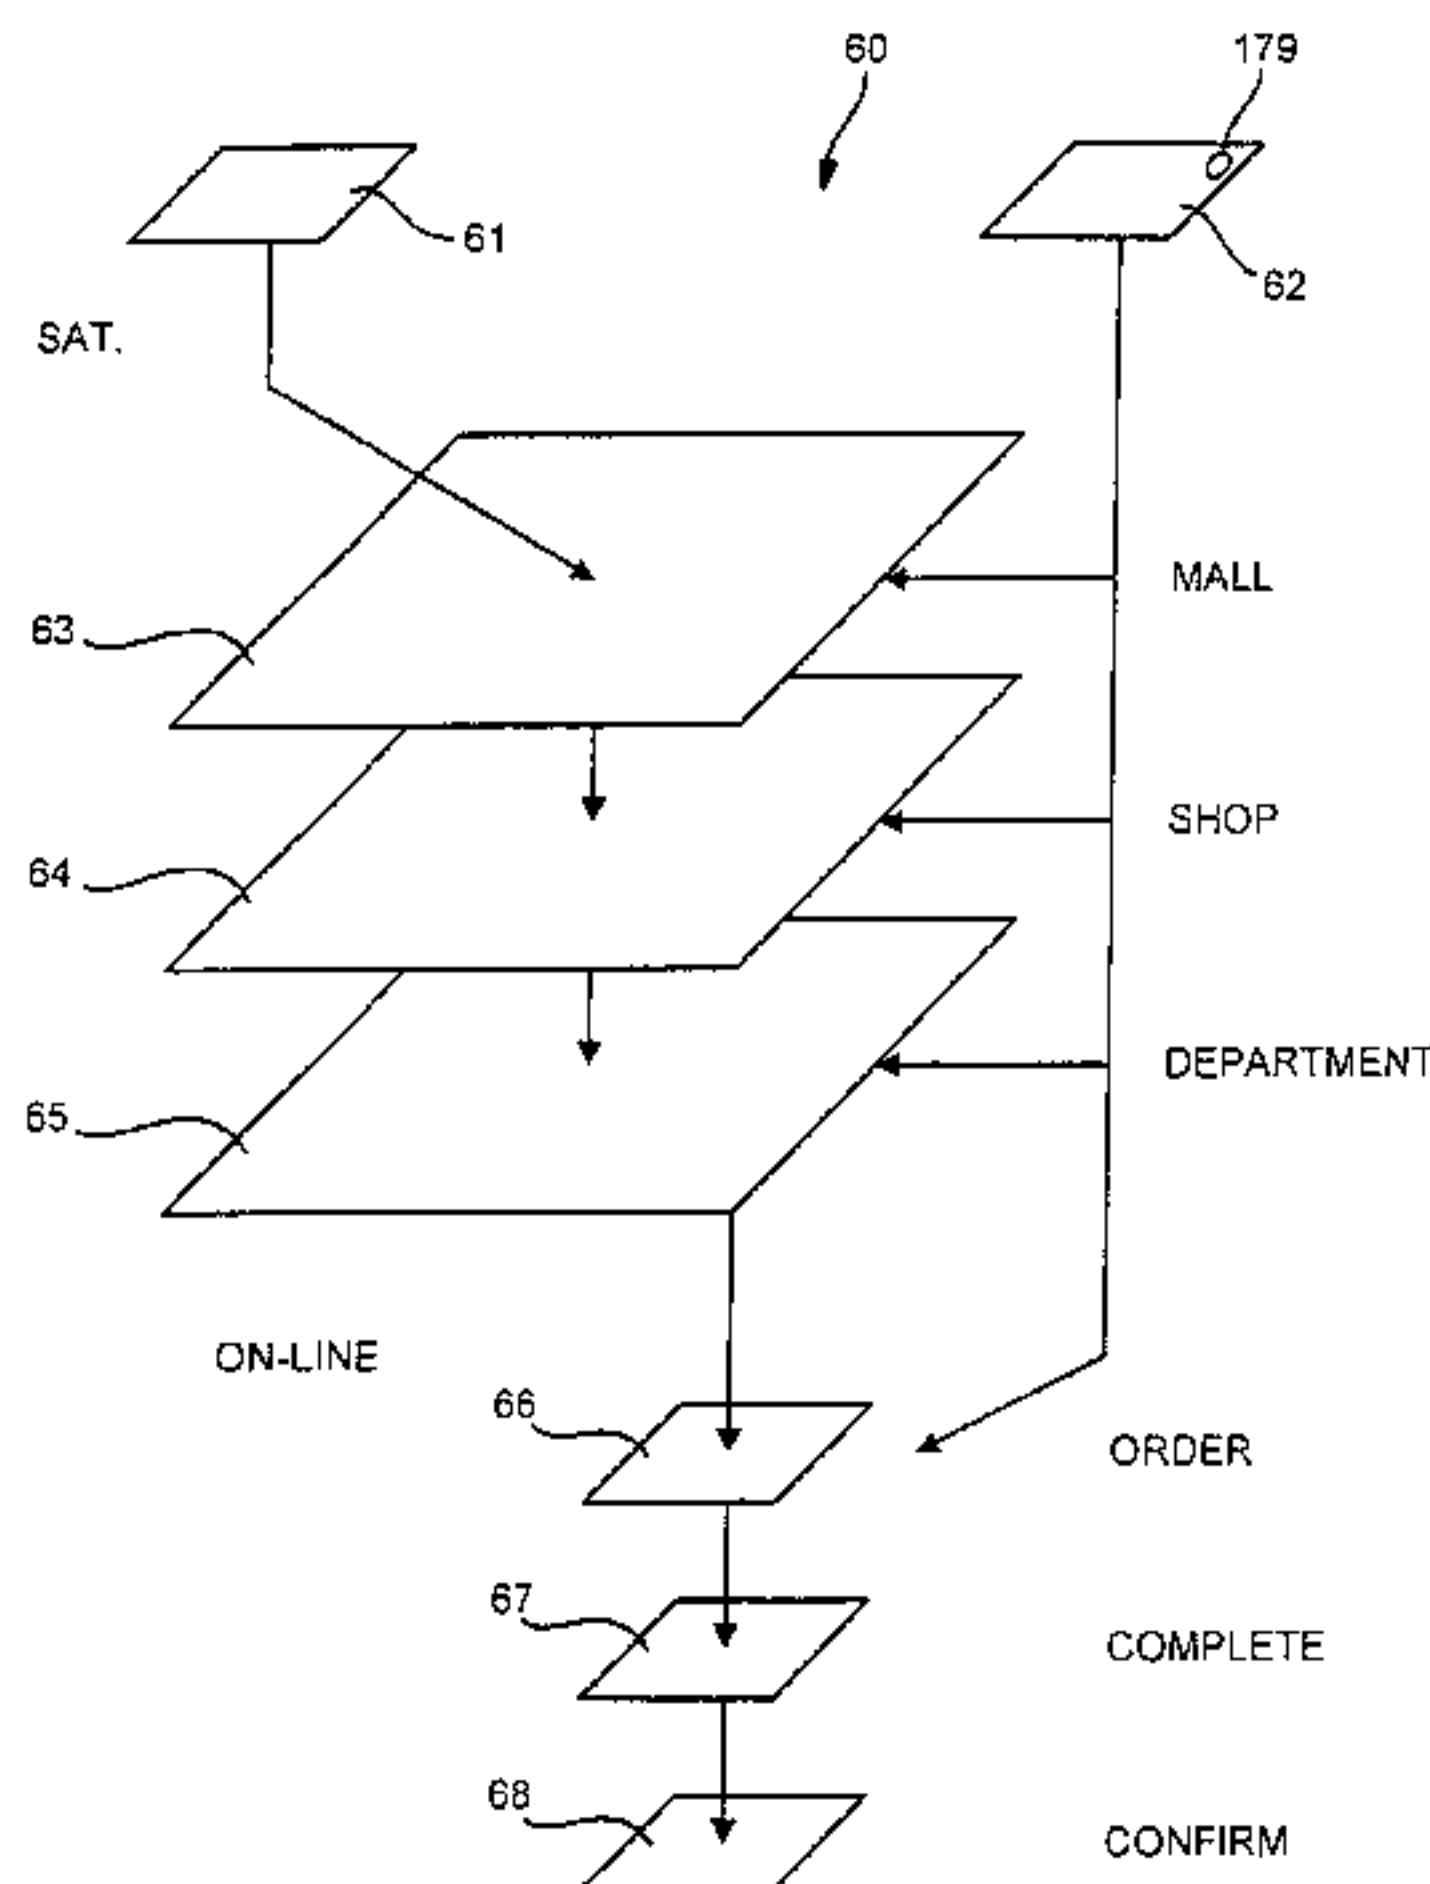 60
179
61
62
SAT.
MALL
63
SHOP
64
DEPARTMENT
65
ON-LINE
66
ORDER
67
COMPLETE
68
CONFIRM